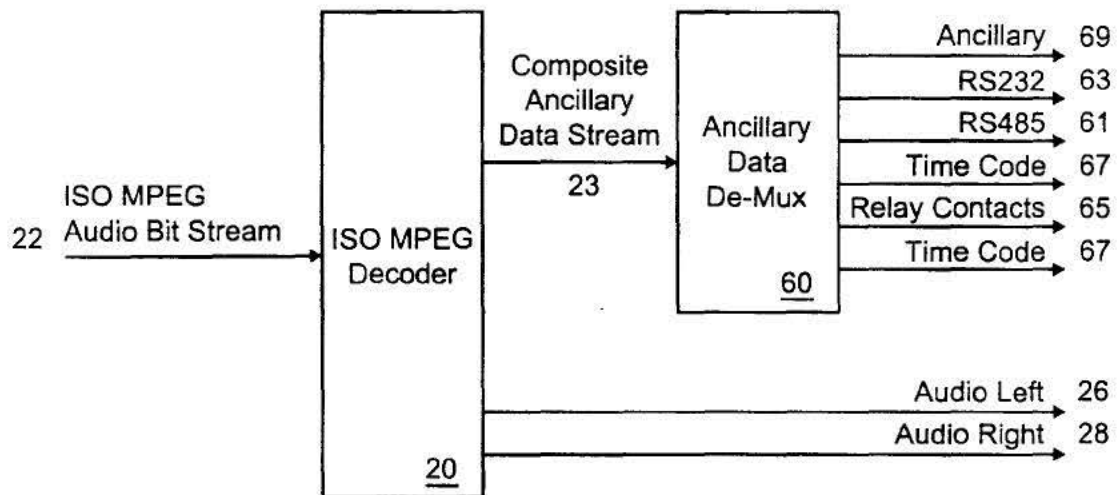 22
ISO MPEG
Audio Bit Stream
ISO MPEG
Decoder
20
Composite
Ancillary
Data Stream
23
Ancillary
Data
De-Mux
60
Ancillary 69
RS232 63
RS485 61
Time Code 67
Relay Contacts 65
Time Code 67
Audio Left 26
Audio Right 28